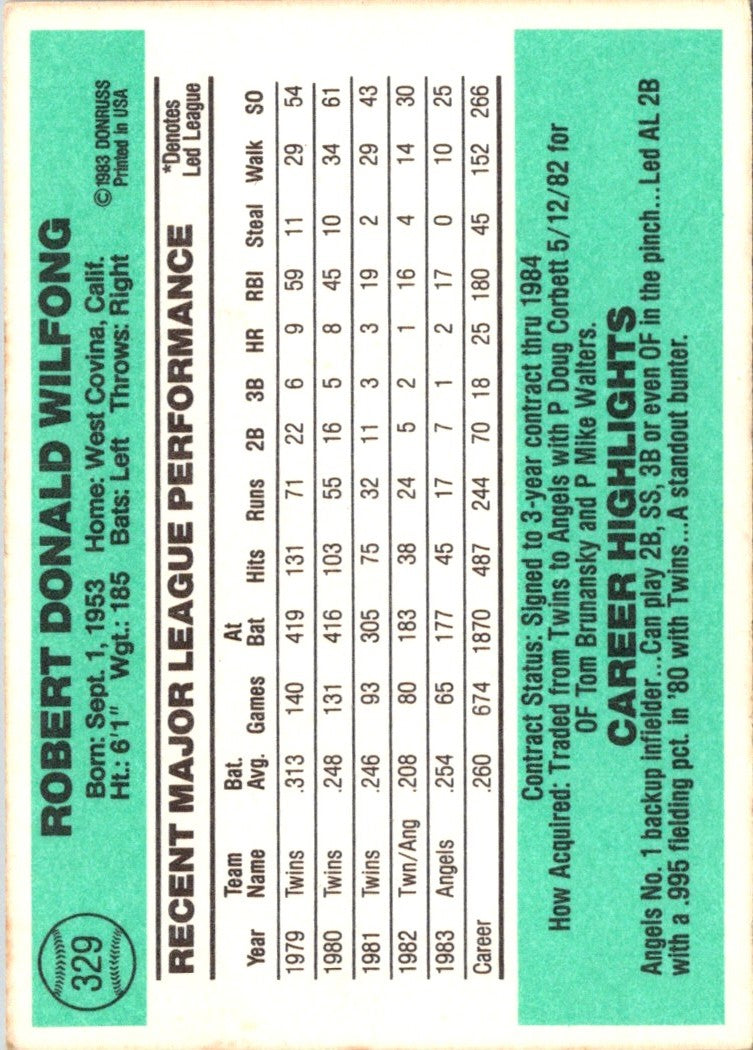 329
ROBERT DONALD WILFONG
Born: Sept. 1, 1953 Home: West Covina, Calif. ©1983 DONRUSS
Ht.: 6'1" Wgt.: 185 Bats: Left Throws: Right Printed in USA
RECENT MAJOR LEAGUE PERFORMANCE *Denotes Led League
Year Team Name Bat. Avg. Games At Bat Hits Runs 2B 3B HR RBI Steal Walk SO
1979 Twins .313 140 419 131 71 22 6 9 59 11 29 54
1980 Twins .248 131 416 103 55 16 5 8 45 10 34 61
1981 Twins .246 93 305 75 32 11 3 3 19 2 29 43
1982 Twn/Ang .208 80 183 38 24 5 2 1 16 4 14 30
1983 Angels .254 65 177 45 17 7 1 2 17 0 10 25
Career .260 674 1870 487 244 70 18 25 180 45 152 266
Contract Status: Signed to 3-year contract thru 1984
How Acquired: Traded from Twins to Angels with P Doug Corbett 5/12/82 for
OF Tom Brunansky and P Mike Walters.
CAREER HIGHLIGHTS
Angels No. 1 backup infielder...Can play 2B, SS, 3B or even OF in the pinch...Led AL 2B
with a .995 fielding pct. in '80 with Twins...A standout bunter.